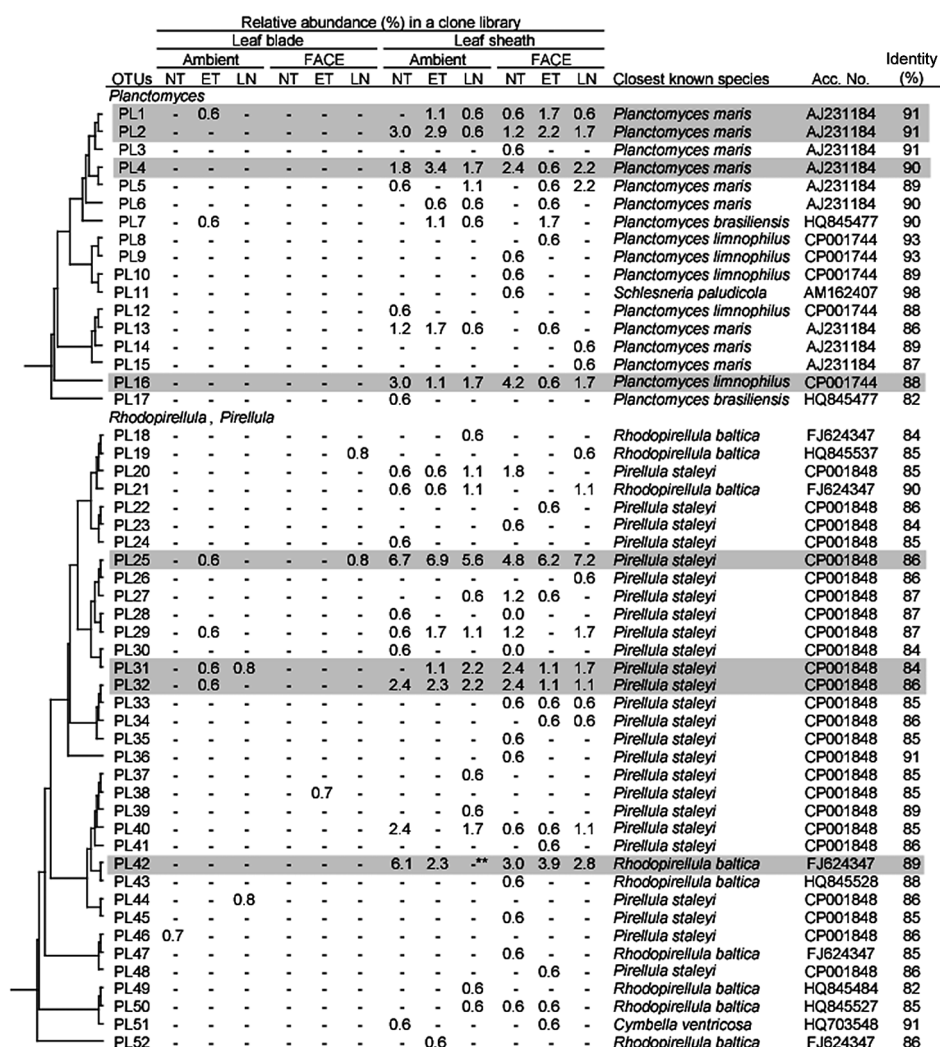 Relative abundance (%) in a clone library
Leaf blade Leaf sheath
Ambient FACE Ambient FACE Identity
OTUs NT ET LN NT ET LN NT ET LN NT ET LN Closest known species Acc. No. (%)
Planctomyces
PL1 - 0.6 - - - - - 1.1 0.6 0.6 1.7 0.6 Planctomyces maris AJ231184 91
PL2 - - - - - - 3.0 2.9 0.6 1.2 2.2 1.7 Planctomyces maris AJ231184 91
PL3 - - - - - - - - - 0.6 - - Planctomyces maris AJ231184 91
PL4 - - - - - - 1.8 3.4 1.7 2.4 0.6 2.2 Planctomyces maris AJ231184 90
PL5 - - - - - - 0.6 - 1.1 - 0.6 2.2 Planctomyces maris AJ231184 89
PL6 - - - - - - - 0.6 0.6 - 0.6 - Planctomyces maris AJ231184 90
PL7 - 0.6 - - - - - 1.1 0.6 - 1.7 - Planctomyces brasiliensis HQ845477 90
PL8 - - - - - - - - - - 0.6 - Planctomyces limnophilus CP001744 93
PL9 - - - - - - - - - 0.6 - - Planctomyces limnophilus CP001744 93
PL10 - - - - - - - - - 0.6 - - Planctomyces limnophilus CP001744 89
PL11 - - - - - - - - - 0.6 - - Schlesneria paludicola AM162407 98
PL12 - - - - - - 0.6 - - - - - Planctomyces limnophilus CP001744 88
PL13 - - - - - - 1.2 1.7 0.6 - 0.6 - Planctomyces maris AJ231184 86
PL14 - - - - - - - - - - - 0.6 Planctomyces maris AJ231184 89
PL15 - - - - - - - - - - - 0.6 Planctomyces maris AJ231184 87
PL16 - - - - - - 3.0 1.1 1.7 4.2 0.6 1.7 Planctomyces limnophilus CP001744 88
PL17 - - - - - - 0.6 - - - - - Planctomyces brasiliensis HQ845477 82
Rhodopirellula, Pirellula
PL18 - - - - - - - - 0.6 - - - Rhodopirellula baltica FJ624347 84
PL19 - - - - - 0.8 - - - - - 0.6 Rhodopirellula baltica HQ845537 85
PL20 - - - - - - 0.6 0.6 1.1 1.8 - - Pirellula staleyi CP001848 85
PL21 - - - - - - 0.6 0.6 1.1 - - 1.1 Rhodopirellula baltica FJ624347 90
PL22 - - - - - - - - - - 0.6 - Pirellula staleyi CP001848 86
PL23 - - - - - - - - - 0.6 - - Pirellula staleyi CP001848 84
PL24 - - - - - - 0.6 - - - - - Pirellula staleyi CP001848 85
PL25 - 0.6 - - - 0.8 6.7 6.9 5.6 4.8 6.2 7.2 Pirellula staleyi CP001848 86
PL26 - - - - - - - - - - - 0.6 Pirellula staleyi CP001848 86
PL27 - - - - - - - - 0.6 1.2 0.6 - Pirellula staleyi CP001848 87
PL28 - - - - - - 0.6 - - 0.0 - - Pirellula staleyi CP001848 87
PL29 - 0.6 - - - - 0.6 1.7 1.1 1.2 - 1.7 Pirellula staleyi CP001848 87
PL30 - - - - - - 0.6 - - 0.0 - - Pirellula staleyi CP001848 84
PL31 - 0.6 0.8 - - - - 1.1 2.2 2.4 1.1 1.7 Pirellula staleyi CP001848 84
PL32 - 0.6 - - - - 2.4 2.3 2.2 2.4 1.1 1.1 Pirellula staleyi CP001848 86
PL33 - - - - - - - - - 0.6 0.6 0.6 Pirellula staleyi CP001848 85
PL34 - - - - - - - - - - 0.6 0.6 Pirellula staleyi CP001848 86
PL35 - - - - - - - - - 0.6 - - Pirellula staleyi CP001848 86
PL36 - - - - - - - - - 0.6 - - Pirellula staleyi CP001848 91
PL37 - - - - - - - - 0.6 - - - Pirellula staleyi CP001848 85
PL38 - - - - 0.7 - - - - - - - Pirellula staleyi CP001848 85
PL39 - - - - - - - - 0.6 - - - Pirellula staleyi CP001848 89
PL40 - - - - - - 2.4 - 1.7 0.6 0.6 1.1 Pirellula staleyi CP001848 85
PL41 - - - - - - - - - - 0.6 - Pirellula staleyi CP001848 86
PL42 - - - - - - 6.1 2.3 -** 3.0 3.9 2.8 Rhodopirellula baltica FJ624347 89
PL43 - - - - - - - - - 0.6 - - Rhodopirellula baltica HQ845528 88
PL44 - - 0.8 - - - - - - - - - Pirellula staleyi CP001848 86
PL45 - - - - - - - - - 0.6 - - Pirellula staleyi CP001848 85
PL46 0.7 - - - - - - - - - - - Pirellula staleyi CP001848 86
PL47 - - - - - - - - - 0.6 - - Rhodopirellula baltica FJ624347 85
PL48 - - - - - - - - - - 0.6 - Pirellula staleyi CP001848 86
PL49 - - - - - - - - 0.6 - - - Rhodopirellula baltica HQ845484 82
PL50 - - - - - - - - 0.6 0.6 0.6 - Rhodopirellula baltica HQ845527 85
PL51 - - - - - - 0.6 - - - 0.6 - Cymbella ventricosa HQ703548 91
PL52 - - - - - - - 0.6 - - - - Rhodopirellula baltica FJ624347 86